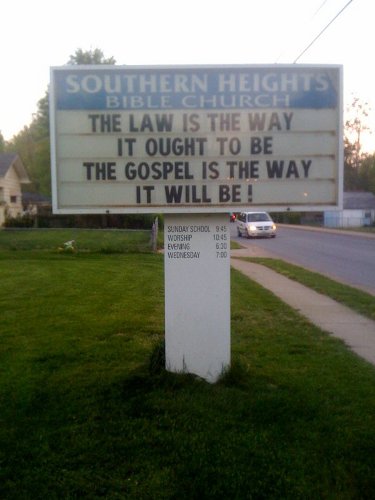 SOUTHERN HEIGHTS
BIBLE CHURCH
THE LAW IS THE WAY
IT OUGHT TO BE
THE GOSPEL IS THE WAY
IT WILL BE!
SUNDAY SCHOOL 9:45
WORSHIP 10:45
EVENING 6:30
WEDNESDAY 7:00